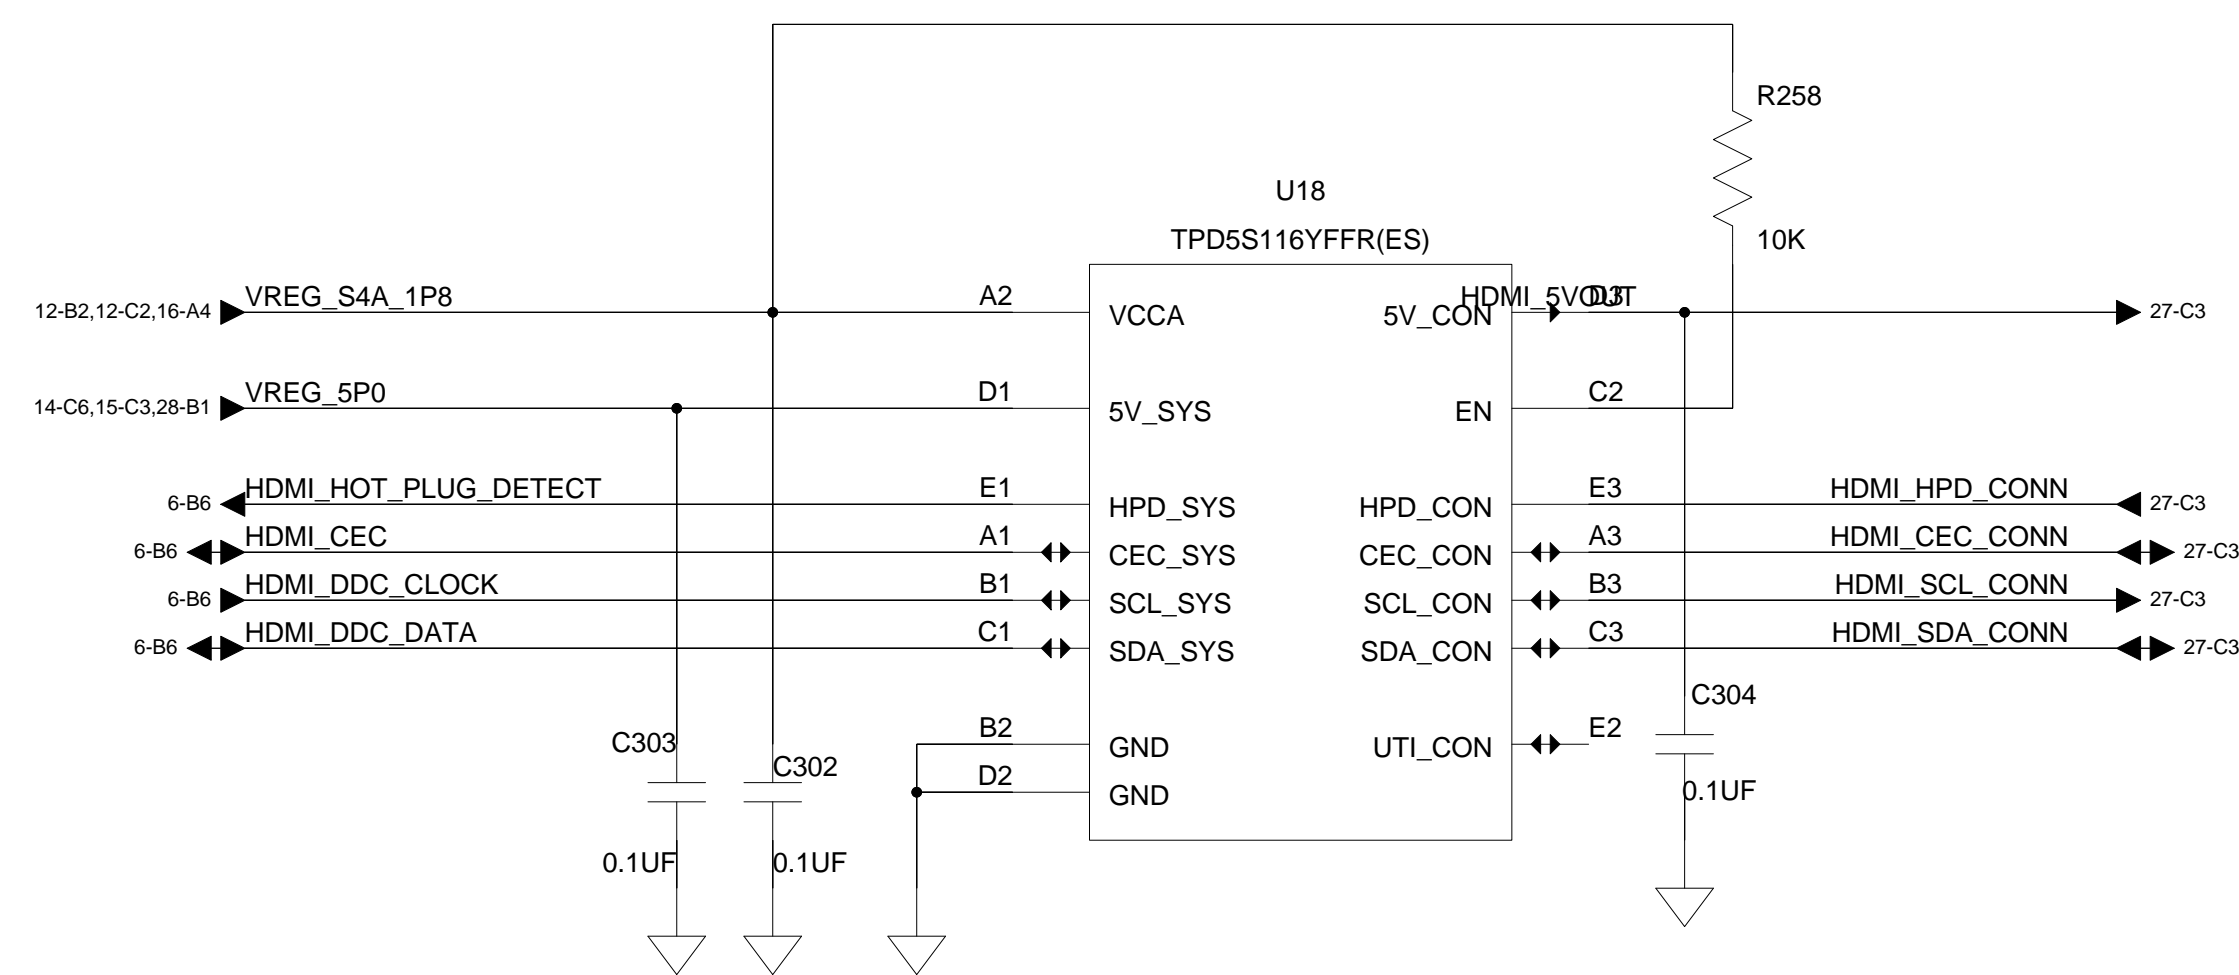 R258
U18
TPD5S116YFFR(ES)
10K
12-B2,12-C2,16-A4 VREG_S4A_1P8 A2 VCCA 5V_CON HDMI_5VOUT D3 27-C3
14-C6,15-C3,28-B1 VREG_5P0 D1 5V_SYS EN C2
6-B6 HDMI_HOT_PLUG_DETECT E1 HPD_SYS HPD_CON E3 HDMI_HPD_CONN 27-C3
6-B6 HDMI_CEC A1 CEC_SYS CEC_CON A3 HDMI_CEC_CONN 27-C3
6-B6 HDMI_DDC_CLOCK B1 SCL_SYS SCL_CON B3 HDMI_SCL_CONN 27-C3
6-B6 HDMI_DDC_DATA C1 SDA_SYS SDA_CON C3 HDMI_SDA_CONN 27-C3
C304
C303 B2 GND UTI_CON E2
C302
D2 GND 0.1UF
0.1UF 0.1UF